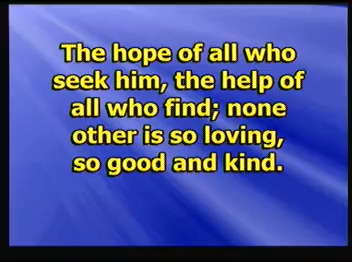 The hope of all who
seek him, the help of
all who find; none
other is so loving,
so good and kind.